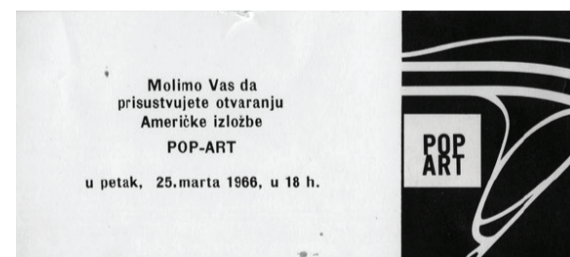 Molimo Vas da
prisustvujete otvaranju
Američke izložbe
POP-ART
u petak, 25.marta 1966, u 18 h.
POP
ART